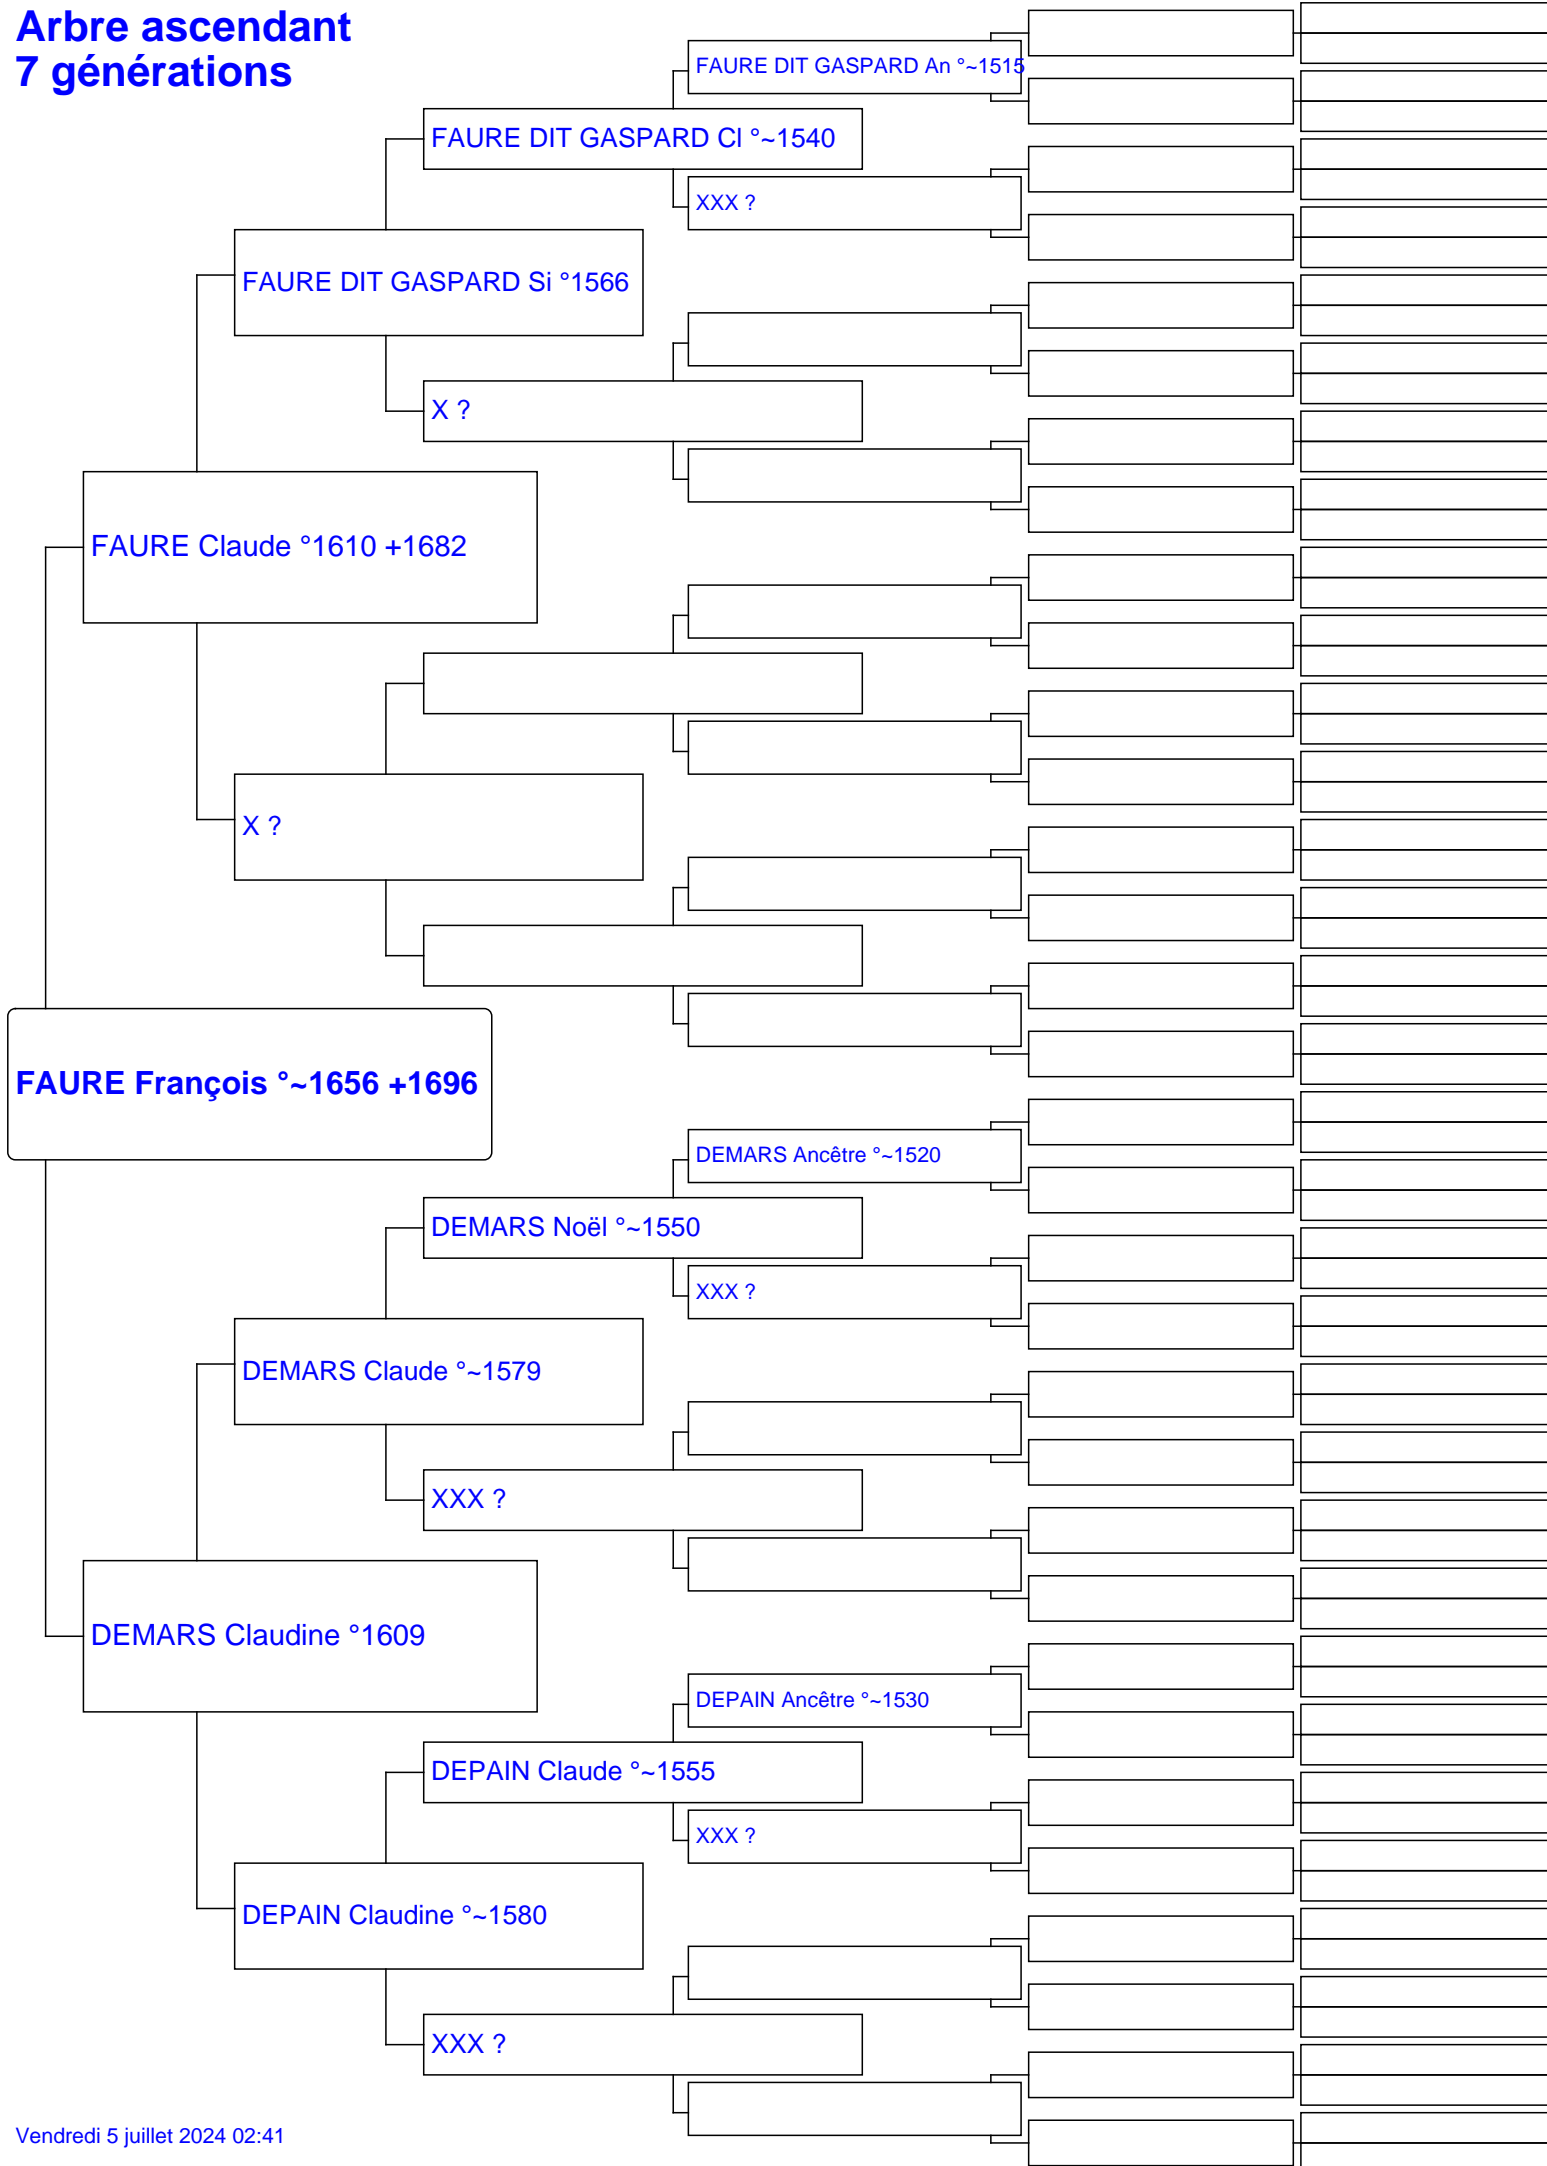 Arbre ascendant
7 générations
FAURE DIT GASPARD An °~1515
FAURE DIT GASPARD Cl °~1540
XXX ?
FAURE DIT GASPARD Si °1566
X ?
FAURE Claude °1610 +1682
X ?
FAURE François °~1656 +1696
DEMARS Ancêtre °~1520
DEMARS Noël °~1550
XXX ?
DEMARS Claude °~1579
XXX ?
DEMARS Claudine °1609
DEPAIN Ancêtre °~1530
DEPAIN Claude °~1555
XXX ?
DEPAIN Claudine °~1580
XXX ?
Vendredi 5 juillet 2024 02:41